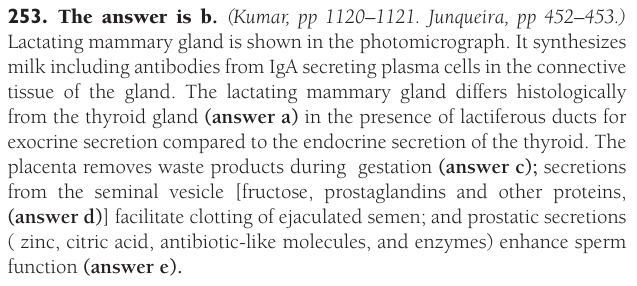 253. The answer is b. (Kumar, pp 1120–1121. Junqueira, pp 452–453.)
Lactating mammary gland is shown in the photomicrograph. It synthesizes
milk including antibodies from IgA secreting plasma cells in the connective
tissue of the gland. The lactating mammary gland differs histologically
from the thyroid gland (answer a) in the presence of lactiferous ducts for
exocrine secretion compared to the endocrine secretion of the thyroid. The
placenta removes waste products during gestation (answer c); secretions
from the seminal vesicle [fructose, prostaglandins and other proteins,
(answer d)] facilitate clotting of ejaculated semen; and prostatic secretions
( zinc, citric acid, antibiotic-like molecules, and enzymes) enhance sperm
function (answer e).